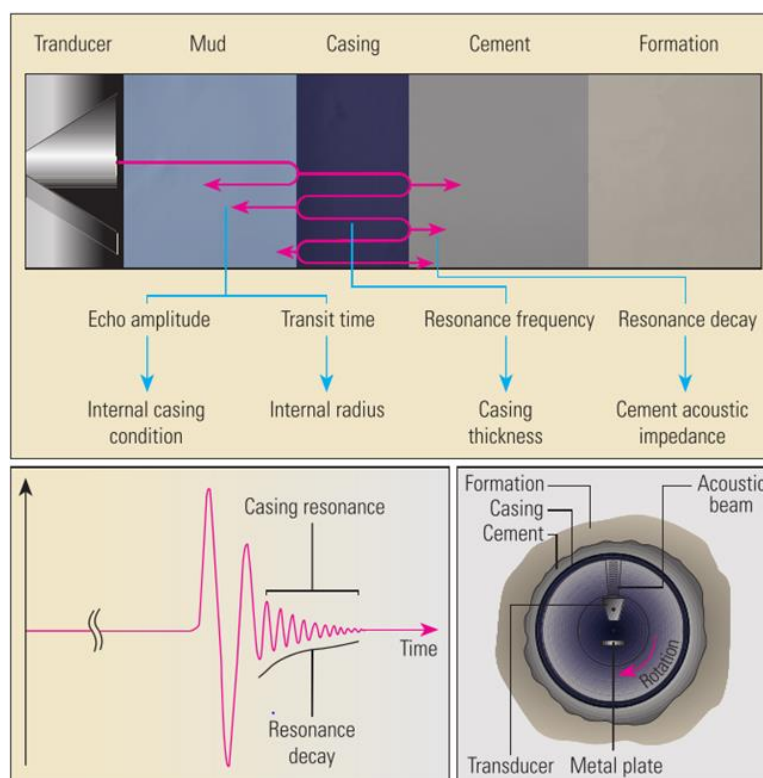 Tranducer Mud Casing Cement Formation
Echo amplitude Transit time Resonance frequency Resonance decay
Internal casing condition Internal radius Casing thickness Cement acoustic impedance
Casing resonance
Time
Resonance
decay
Formation
Casing
Cement
Acoustic
beam
Rotation
Transducer Metal plate